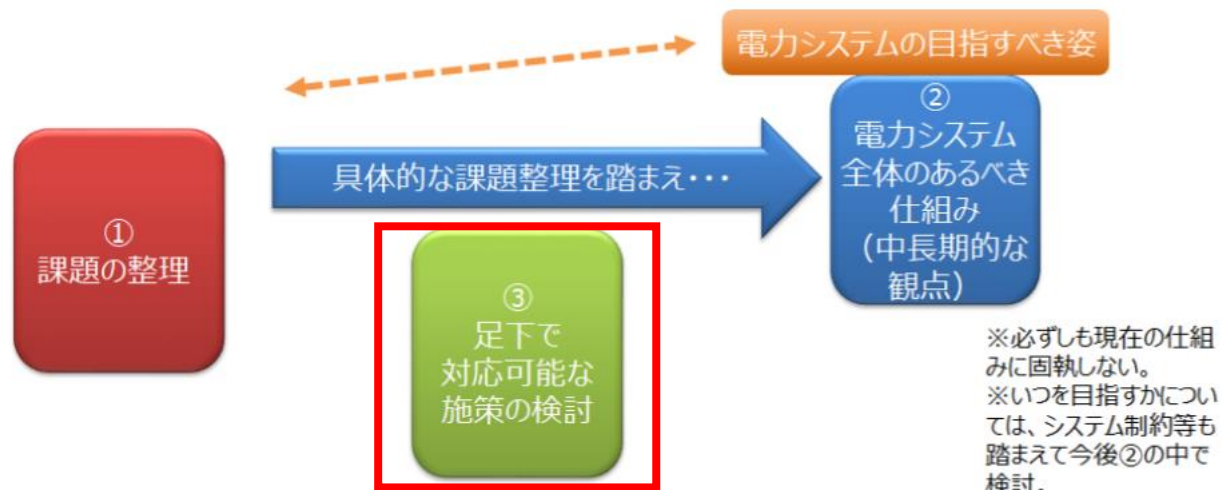 電力システムの目指すべき姿
①
課題の整理
具体的な課題整理を踏まえ・・・
②
電力システム
全体のあるべき
仕組み
（中長期的な
観点）
③
足下で
対応可能な
施策の検討
※必ずしも現在の仕組
みに固執しない。
※いつを目指すかについ
ては、システム制約等も
踏まえて今後②の中で
検討。